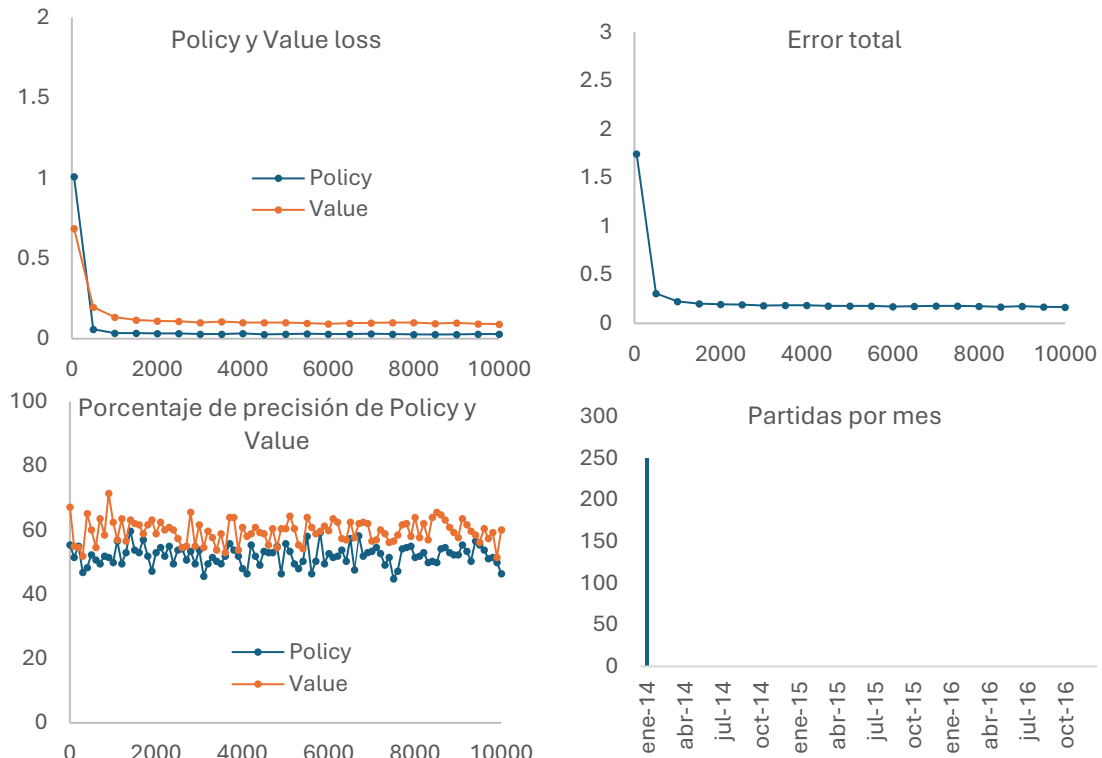 Policy y Value loss
2
1.5
1
0.5
0
Policy
Value
0 2000 4000 6000 8000 10000
Error total
3
2.5
2
1.5
1
0.5
0
0 2000 4000 6000 8000 10000
Porcentaje de precisión de Policy y
Value
100
80
60
40
20
0
Policy
Value
0 2000 4000 6000 8000 10000
Partidas por mes
300
250
200
150
100
50
0
ene-14 abr-14 jul-14 oct-14 ene-15 abr-15 jul-15 oct-15 ene-16 abr-16 jul-16 oct-16